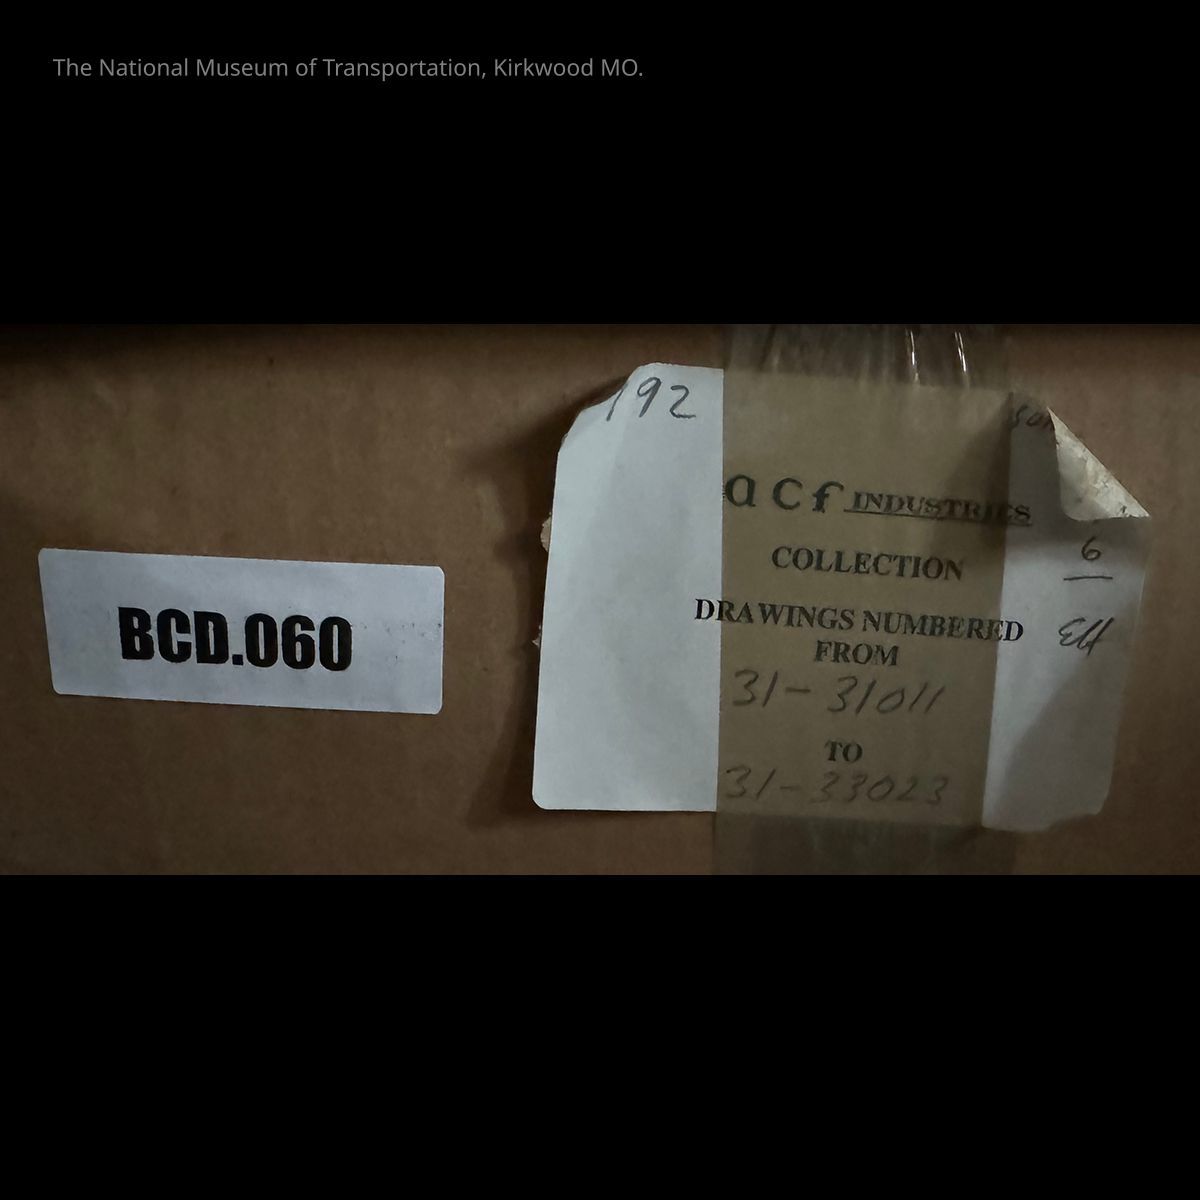 The National Museum of Transportation, Kirkwood MO.
BCD.060
192
acf INDUSTRIES
COLLECTION
DRAWINGS NUMBERED
FROM
31-31011
TO
31-33023
6